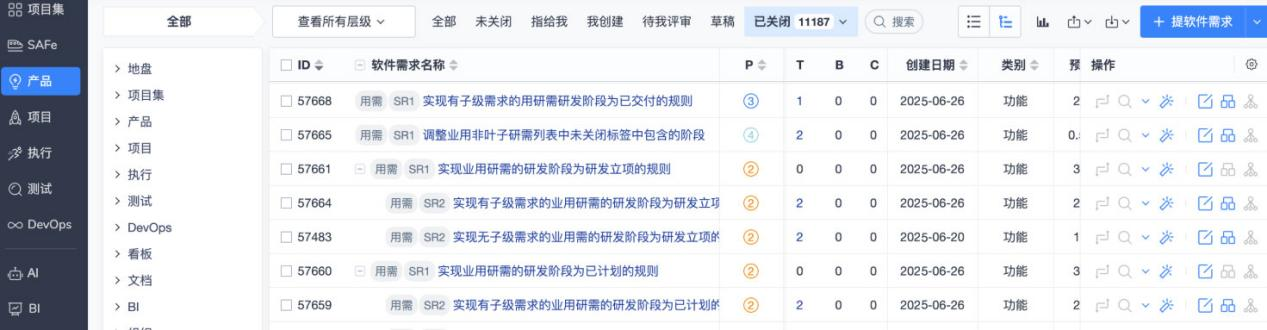 项目集
SAFe
产品
项目
执行
测试
DevOps
AI
BI
全部
地盘
项目集
产品
项目
执行
测试
DevOps
看板
文档
BI
查看所有层级 全部 未关闭 指给我 我创建 待我评审 草稿 已关闭 11187 搜索 + 提软件需求
ID 软件需求名称 P T B C 创建日期 类别 预 操作
57668 用需 SR1 实现有子级需求的用研需研发阶段为已交付的规则 3 1 0 0 2025-06-26 功能 2
57665 用需 SR1 调整业用非叶子研需列表中未关闭标签中包含的阶段 4 2 0 0 2025-06-26 功能 0.
57661 用需 SR1 实现业用研需的研发阶段为研发立项的规则 2 0 0 0 2025-06-26 功能 3
57664 用需 SR2 实现有子级需求的业用研需的研发阶段为研发立项 2 2 0 0 2025-06-26 功能 2
57483 用需 SR2 实现无子级需求的业用需的研发阶段为研发立项的 2 2 0 0 2025-06-20 功能 1
57660 用需 SR1 实现业用研需的研发阶段为已计划的规则 2 0 0 0 2025-06-26 功能 3
57659 用需 SR2 实现有子级需求的业用研需的研发阶段为已计划的 2 2 0 0 2025-06-26 功能 2